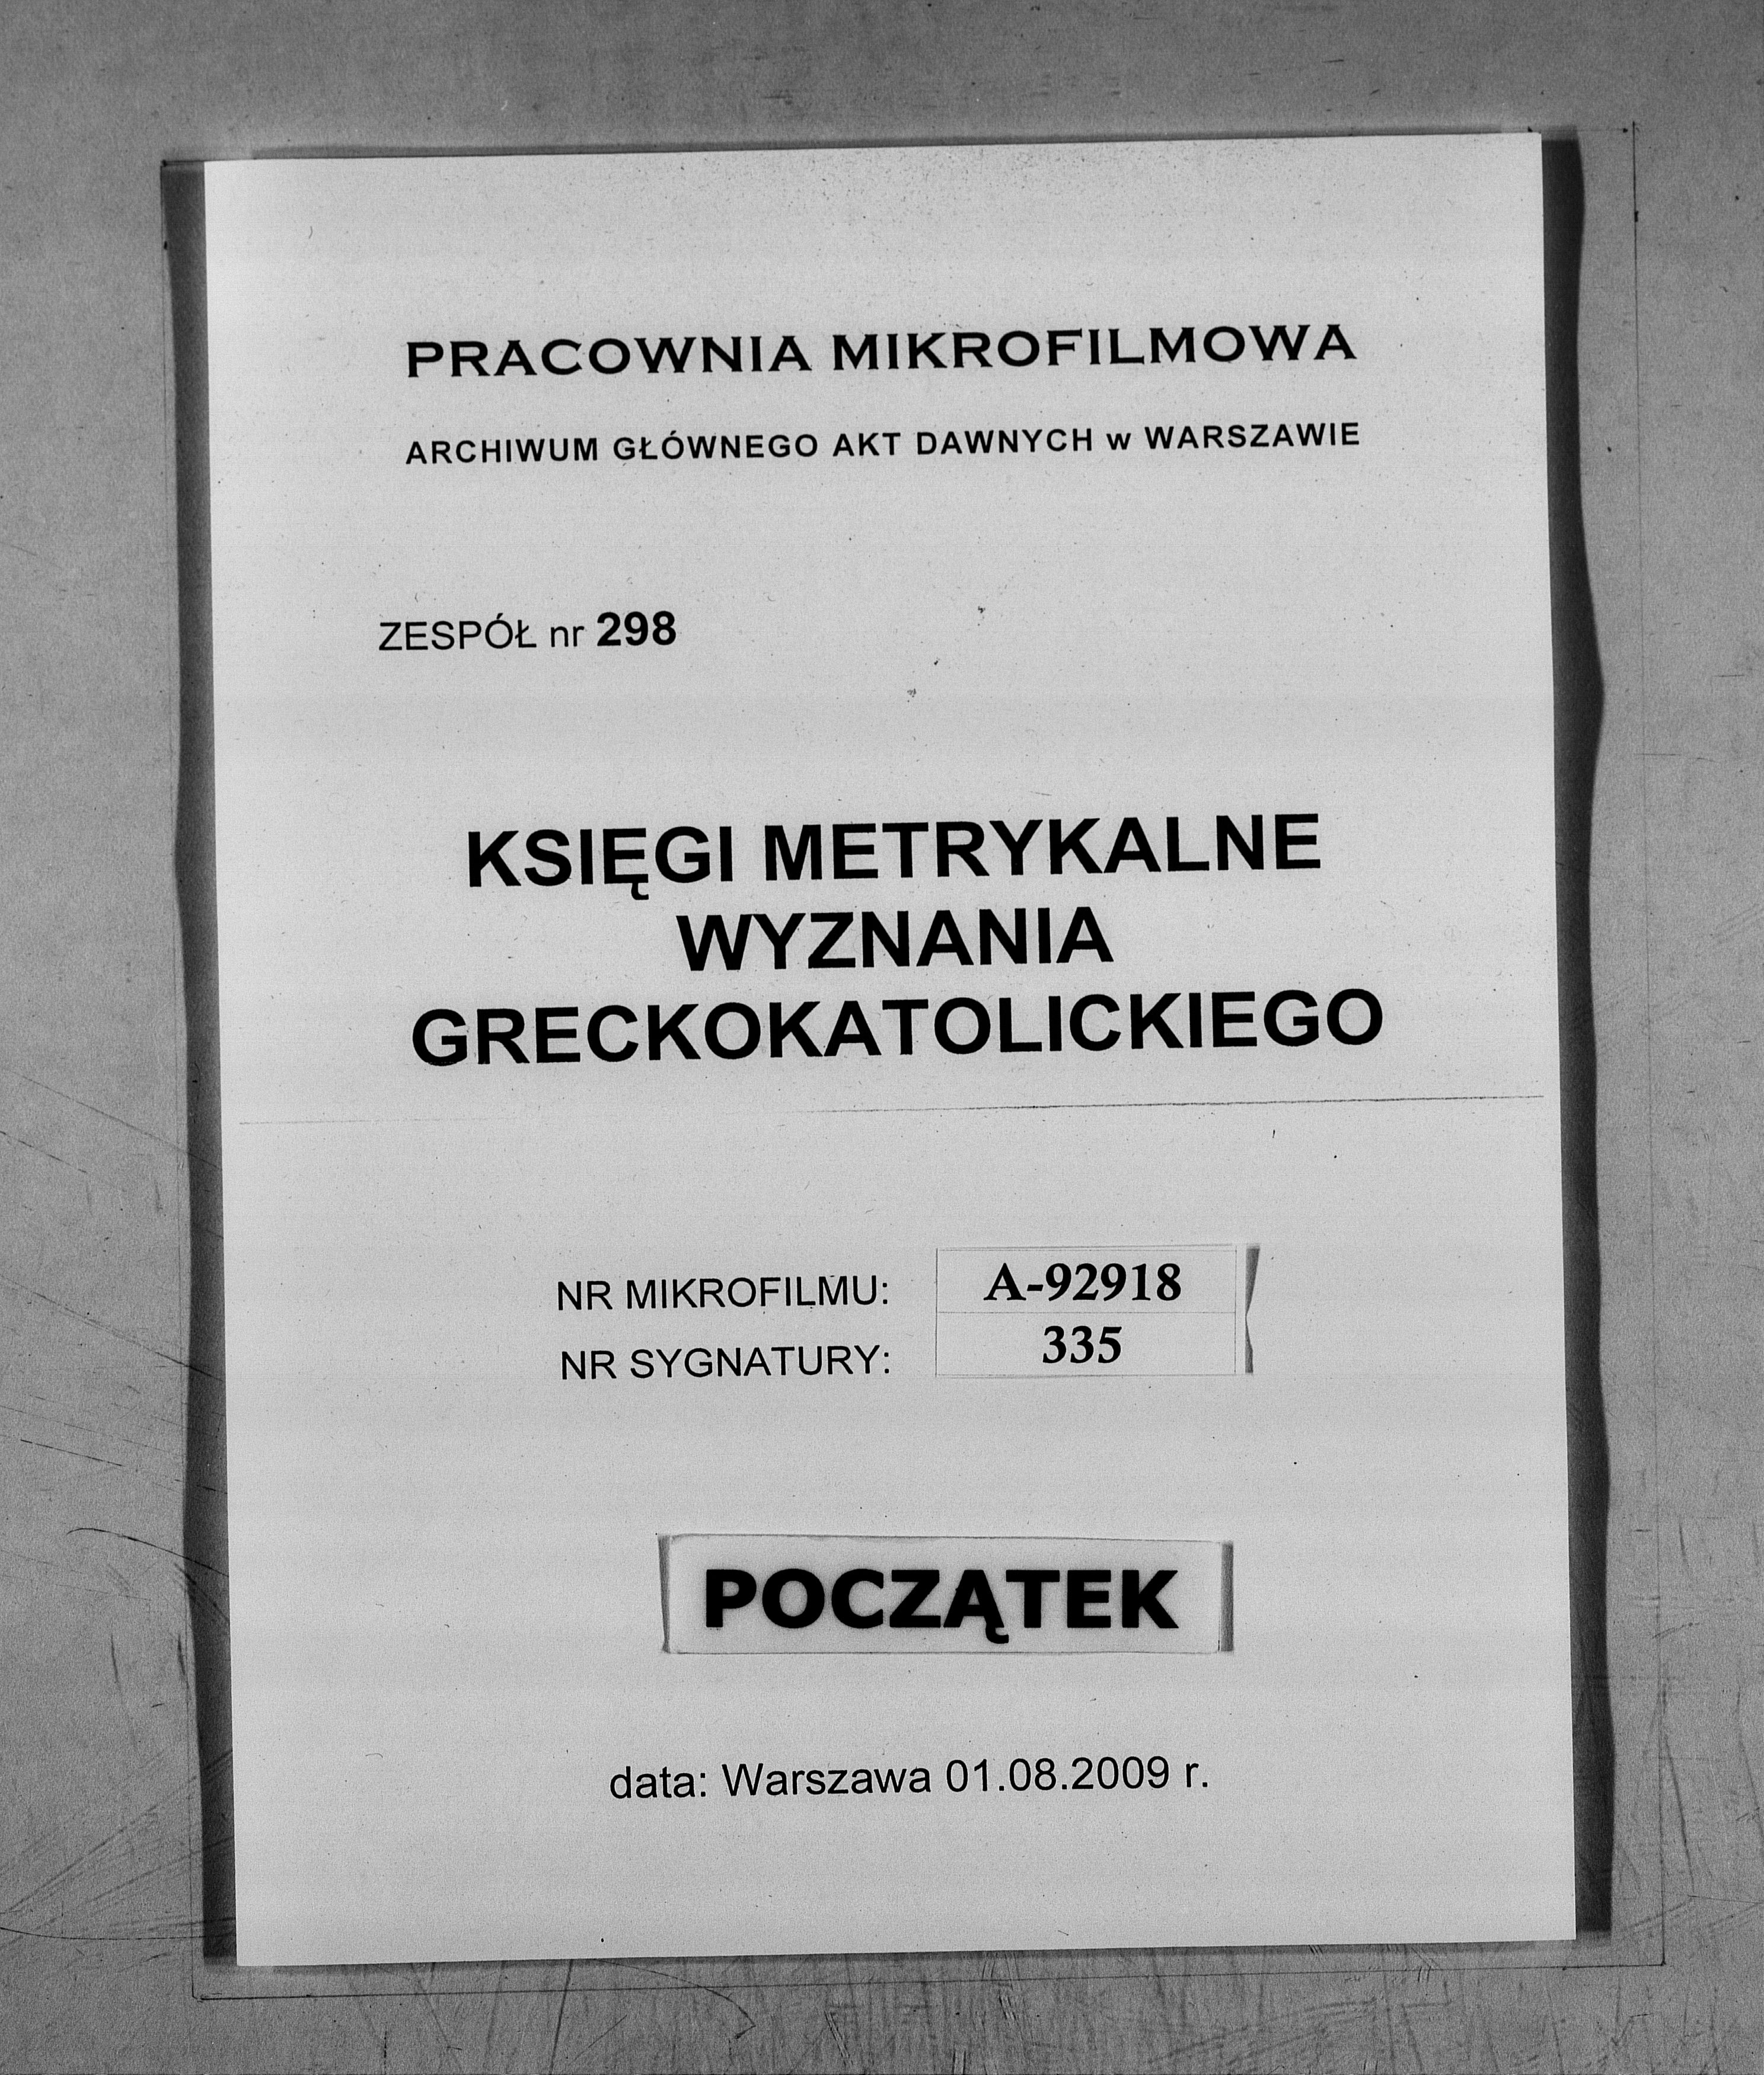 PRACOWNIA MIKROFILMOWA
ARCHIWUM GŁÓWNEGO AKT DAWNYCH w WARSZAWIE
ZESPÓŁ nr 298
KSIĘGI METRYKALNE
WYZNANIA
GRECKOKATOLICKIEGO
NR MIKROFILMU: A-92918
NR SYGNATURY: 335
POCZĄTEK
data: Warszawa 01.08.2009 r.